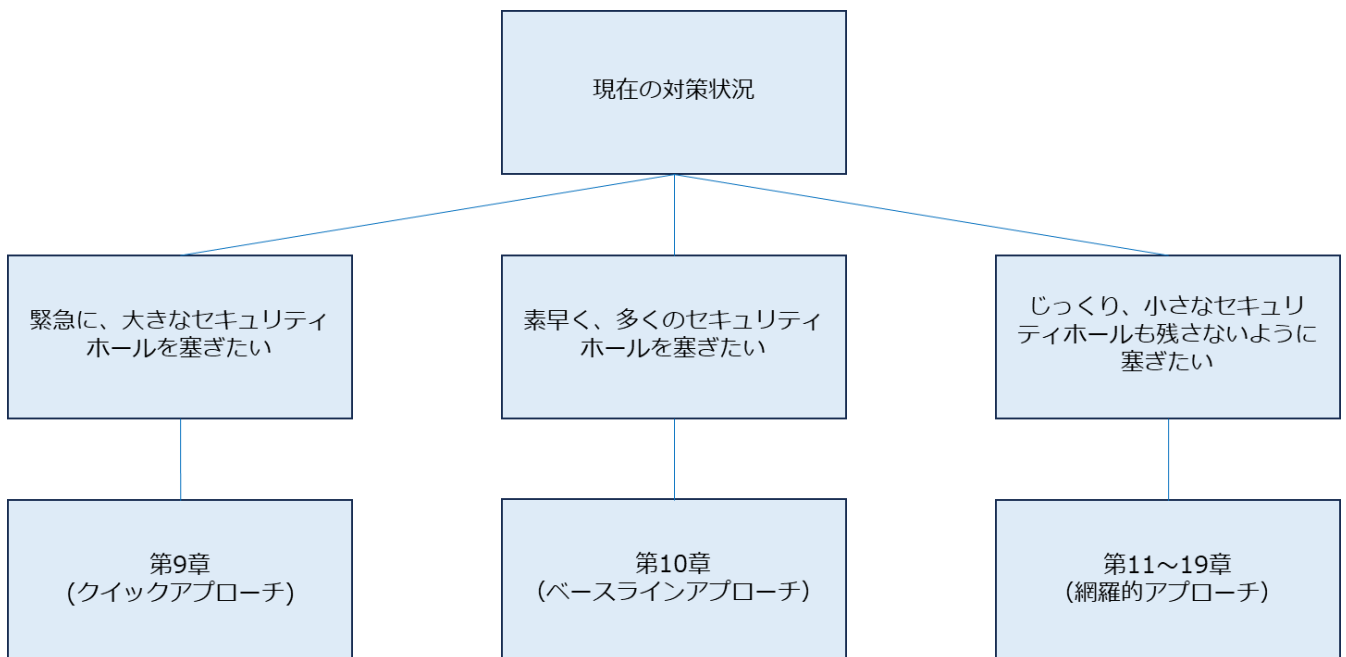 現在の対策状況
緊急に、大きなセキュリティ
ホールを塞ぎたい
素早く、多くのセキュリティ
ホールを塞ぎたい
じっくり、小さなセキュリ
ティホールも残さないように
塞ぎたい
第9章
(クイックアプローチ)
第10章
（ベースラインアプローチ）
第11～19章
（網羅的アプローチ）